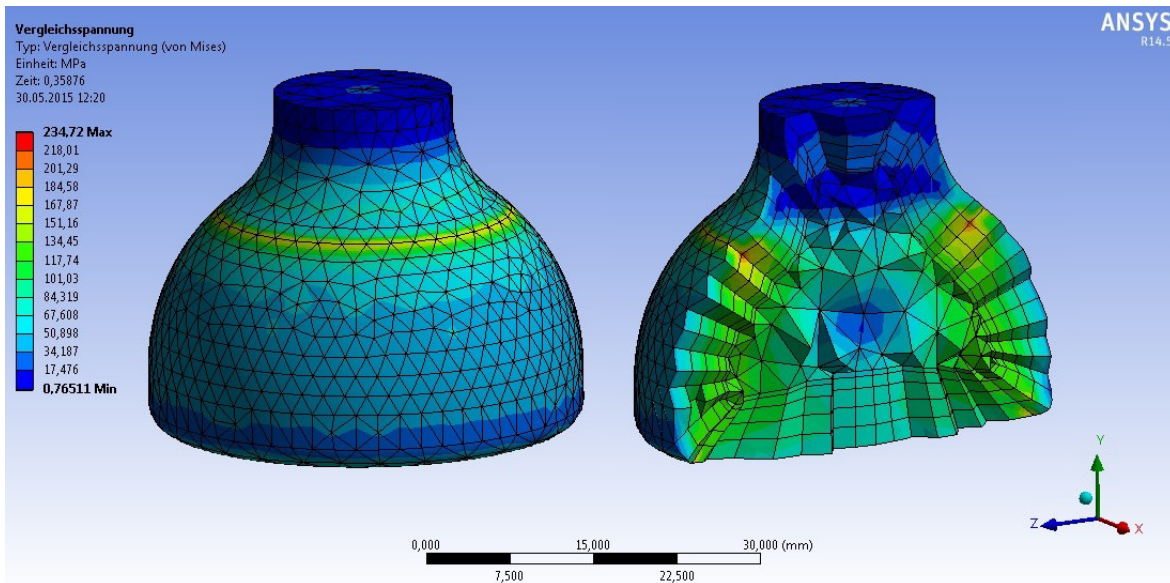 Vergleichsspannung
Typ: Vergleichsspannung (von Mises)
Einheit: MPa
Zeit: 0,35876
30.05.2015 12:20
234,72 Max
218,01
201,29
184,58
167,87
151,16
134,45
117,74
101,03
84,319
67,608
50,898
34,187
17,476
0,76511 Min
ANSYS
R14.5
Y
Z
X
0,000 15,000 30,000 (mm)
7,500 22,500